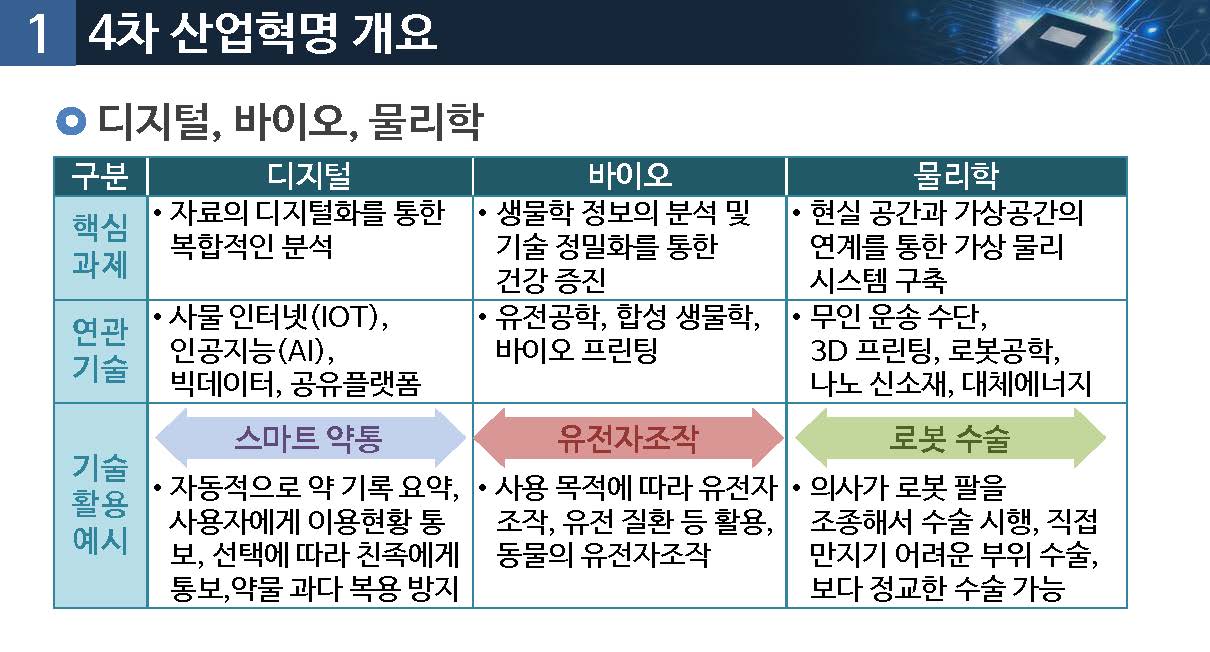 1 4차 산업혁명 개요
디지털, 바이오, 물리학
구분 디지털 바이오 물리학
핵심
과제
• 자료의 디지털화를 통한
복합적인 분석
• 생물학 정보의 분석 및
기술 정밀화를 통한
건강 증진
• 현실 공간과 가상공간의
연계를 통한 가상 물리
시스템 구축
연관
기술
• 사물 인터넷(IOT),
인공지능(AI),
빅데이터, 공유플랫폼
• 유전공학, 합성 생물학,
바이오 프린팅
• 무인 운송 수단,
3D 프린팅, 로봇공학,
나노 신소재, 대체에너지
기술
활용
예시
스마트 약통
• 자동적으로 약 기록 요약,
사용자에게 이용현황 통
보, 선택에 따라 친족에게
통보,약물 과다 복용 방지
유전자조작
• 사용 목적에 따라 유전자
조작, 유전 질환 등 활용,
동물의 유전자조작
로봇 수술
• 의사가 로봇 팔을
조종해서 수술 시행, 직접
만지기 어려운 부위 수술,
보다 정교한 수술 가능